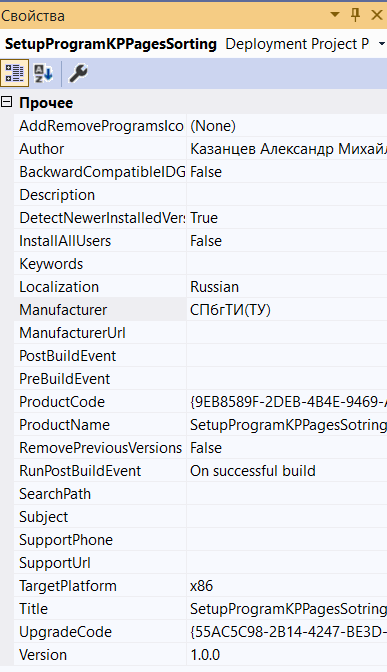 Свойства
SetupProgramKPPagesSorting Deployment Project P
Прочее
AddRemoveProgramsIco (None)
Author Казанцев Александр Михайл
BackwardCompatibleIDG False
Description
DetectNewerInstalledVers True
InstallAllUsers False
Keywords
Localization Russian
Manufacturer СПбгТИ(ТУ)
ManufacturerUrl
PostBuildEvent
PreBuildEvent
ProductCode {9EB8589F-2DEB-4B4E-9469-A
ProductName SetupProgramKPPagesSotring
RemovePreviousVersions False
RunPostBuildEvent On successful build
SearchPath
Subject
SupportPhone
SupportUrl
TargetPlatform x86
Title SetupProgramKPPagesSotring
UpgradeCode {55AC5C98-2B14-4247-BE3D-
Version 1.0.0